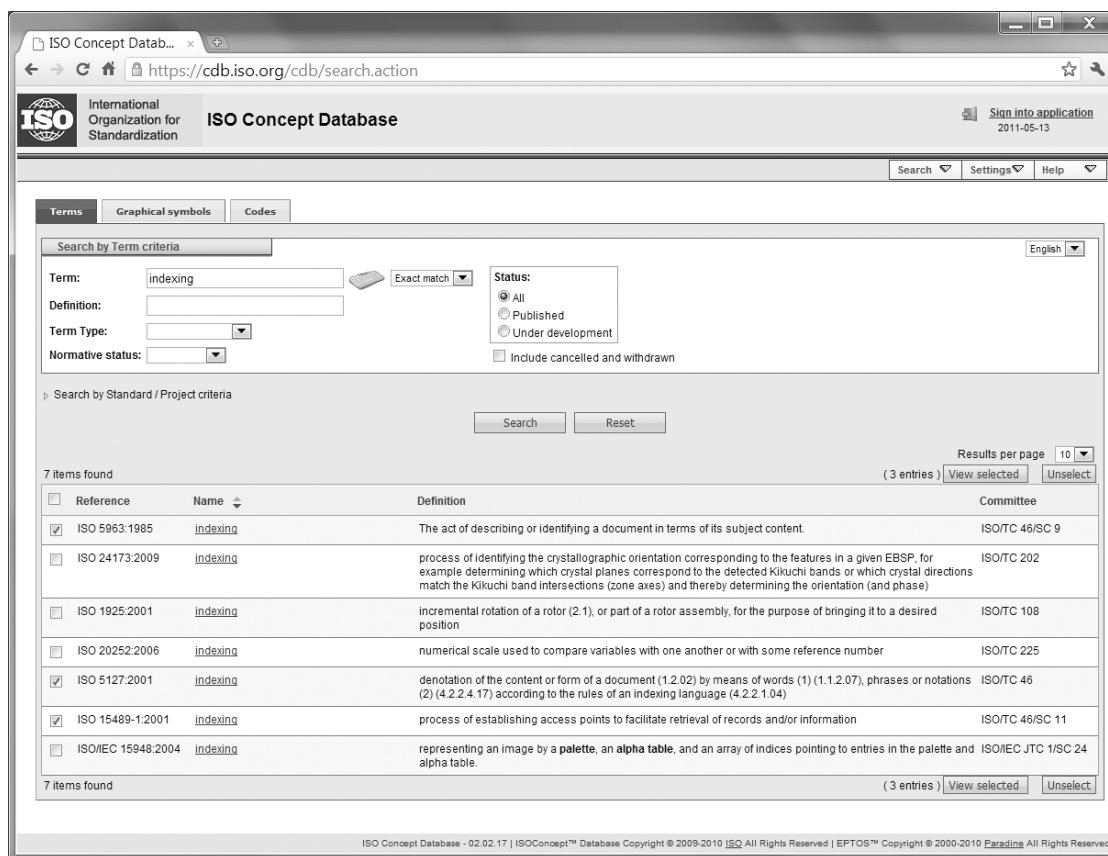 ISO Concept Datab...
https://cdb.iso.org/cdb/search.action
ISO
International
Organization for
Standardization
ISO Concept Database
Sign into application
2011-05-13
Search Settings Help
Terms Graphical symbols Codes
Search by Term criteria
English
Term: indexing Exact match
Definition:
Term Type:
Normative status:
Status:
All
Published
Under development
Include cancelled and withdrawn
Search by Standard / Project criteria
Search Reset
Results per page 10
7 items found ( 3 entries ) View selected Unselect
Reference Name Definition Committee
ISO 5963:1985 indexing The act of describing or identifying a document in terms of its subject content. ISO/TC 46/SC 9
ISO 24173:2009 indexing process of identifying the crystallographic orientation corresponding to the features in a given EBSP, for ISO/TC 202
example determining which crystal planes correspond to the detected Kikuchi bands or which crystal directions
match the Kikuchi band intersections (zone axes) and thereby determining the orientation (and phase)
ISO 1925:2001 indexing incremental rotation of a rotor (2.1), or part of a rotor assembly, for the purpose of bringing it to a desired ISO/TC 108
position
ISO 20252:2006 indexing numerical scale used to compare variables with one another or with some reference number ISO/TC 225
ISO 5127:2001 indexing denotation of the content or form of a document (1.2.02) by means of words (1) (1.1.2.07), phrases or notations ISO/TC 46
(2) (4.2.2.4.17) according to the rules of an indexing language (4.2.2.1.04)
ISO 15489-1:2001 indexing process of establishing access points to facilitate retrieval of records and/or information ISO/TC 46/SC 11
ISO/IEC 15948:2004 indexing representing an image by a palette, an alpha table, and an array of indices pointing to entries in the palette and ISO/IEC JTC 1/SC 24
alpha table.
7 items found ( 3 entries ) View selected Unselect
ISO Concept Database - 02.02.17 | ISOConcept™ Database Copyright © 2009-2010 ISO All Rights Reserved | EPTOS™ Copyright © 2000-2010 Paradine All Rights Reserved